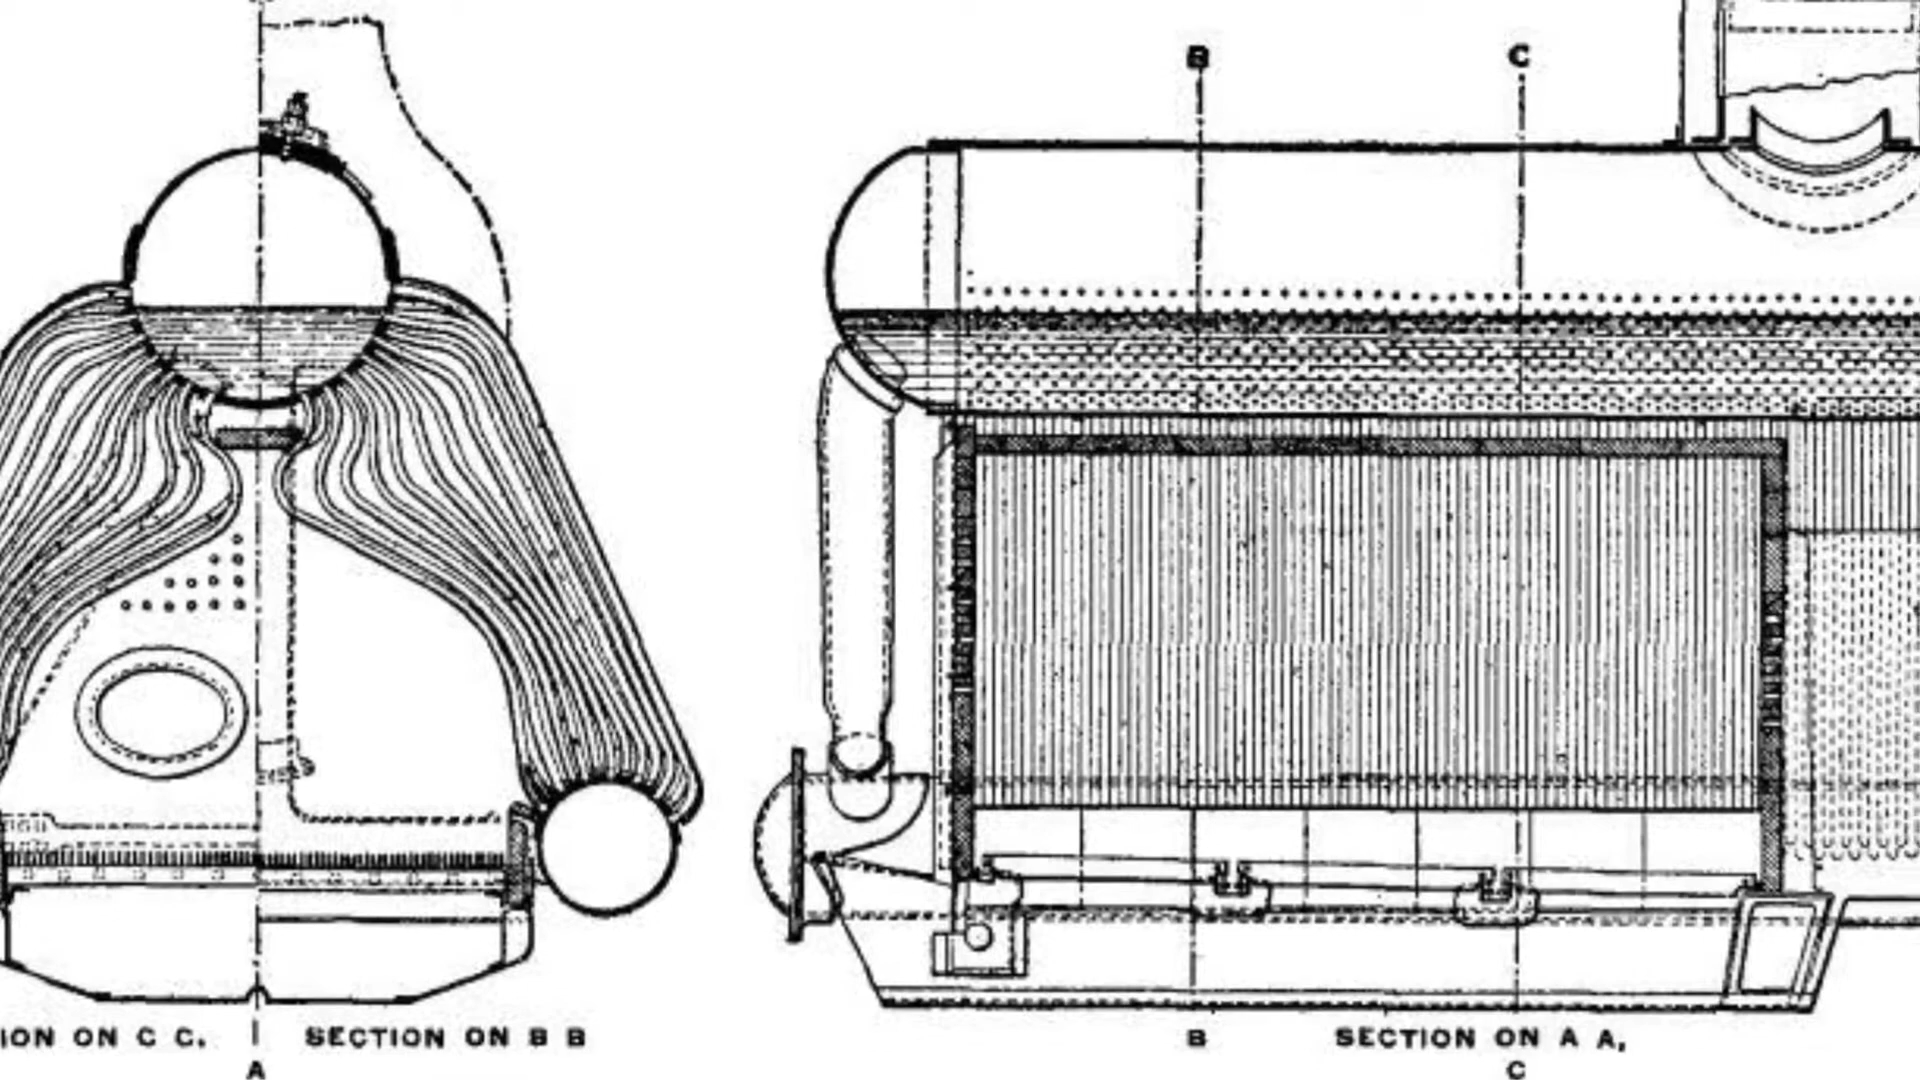 B C
ION ON C C. SECTION ON B B
A
B SECTION ON A A,
C